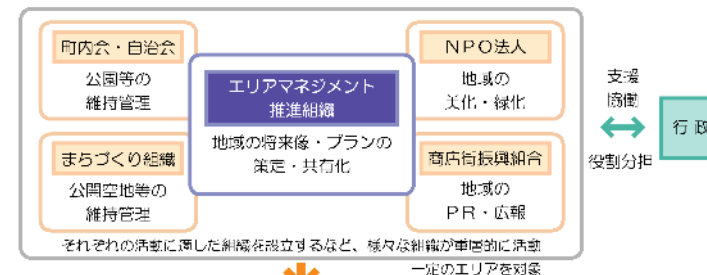 町内会・自治会
公園等の
維持管理
NPO法人
地域の
美化・緑化
エリアマネジメント
推進組織
地域の将来像・プランの
策定・共有化
まちづくり組織
公開空地等の
維持管理
商店街振興組合
地域の
PR・広報
それぞれの活動に適した組織を設立するなど、様々な組織が重層的に活動
一定のエリアを対象
支援
協働
役割分担
行政